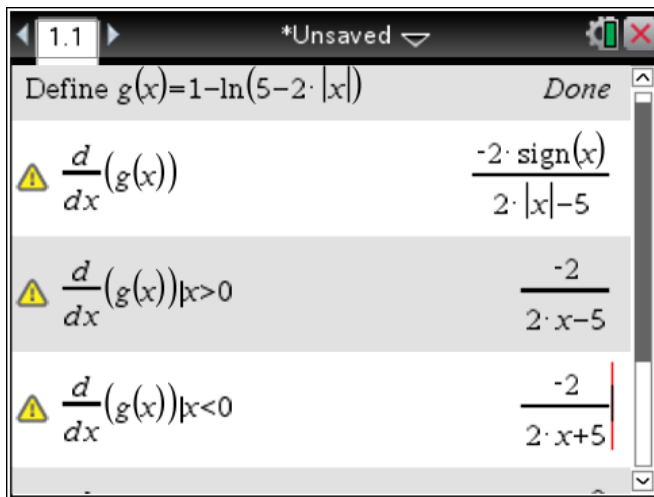 1.1 *Unsaved
Define g(x)=1−ln(5−2·|x|) Done
d/dx(g(x)) -2·sign(x)/2·|x|−5
d/dx(g(x))|x>0 -2/2·x−5
d/dx(g(x))|x<0 -2/2·x+5